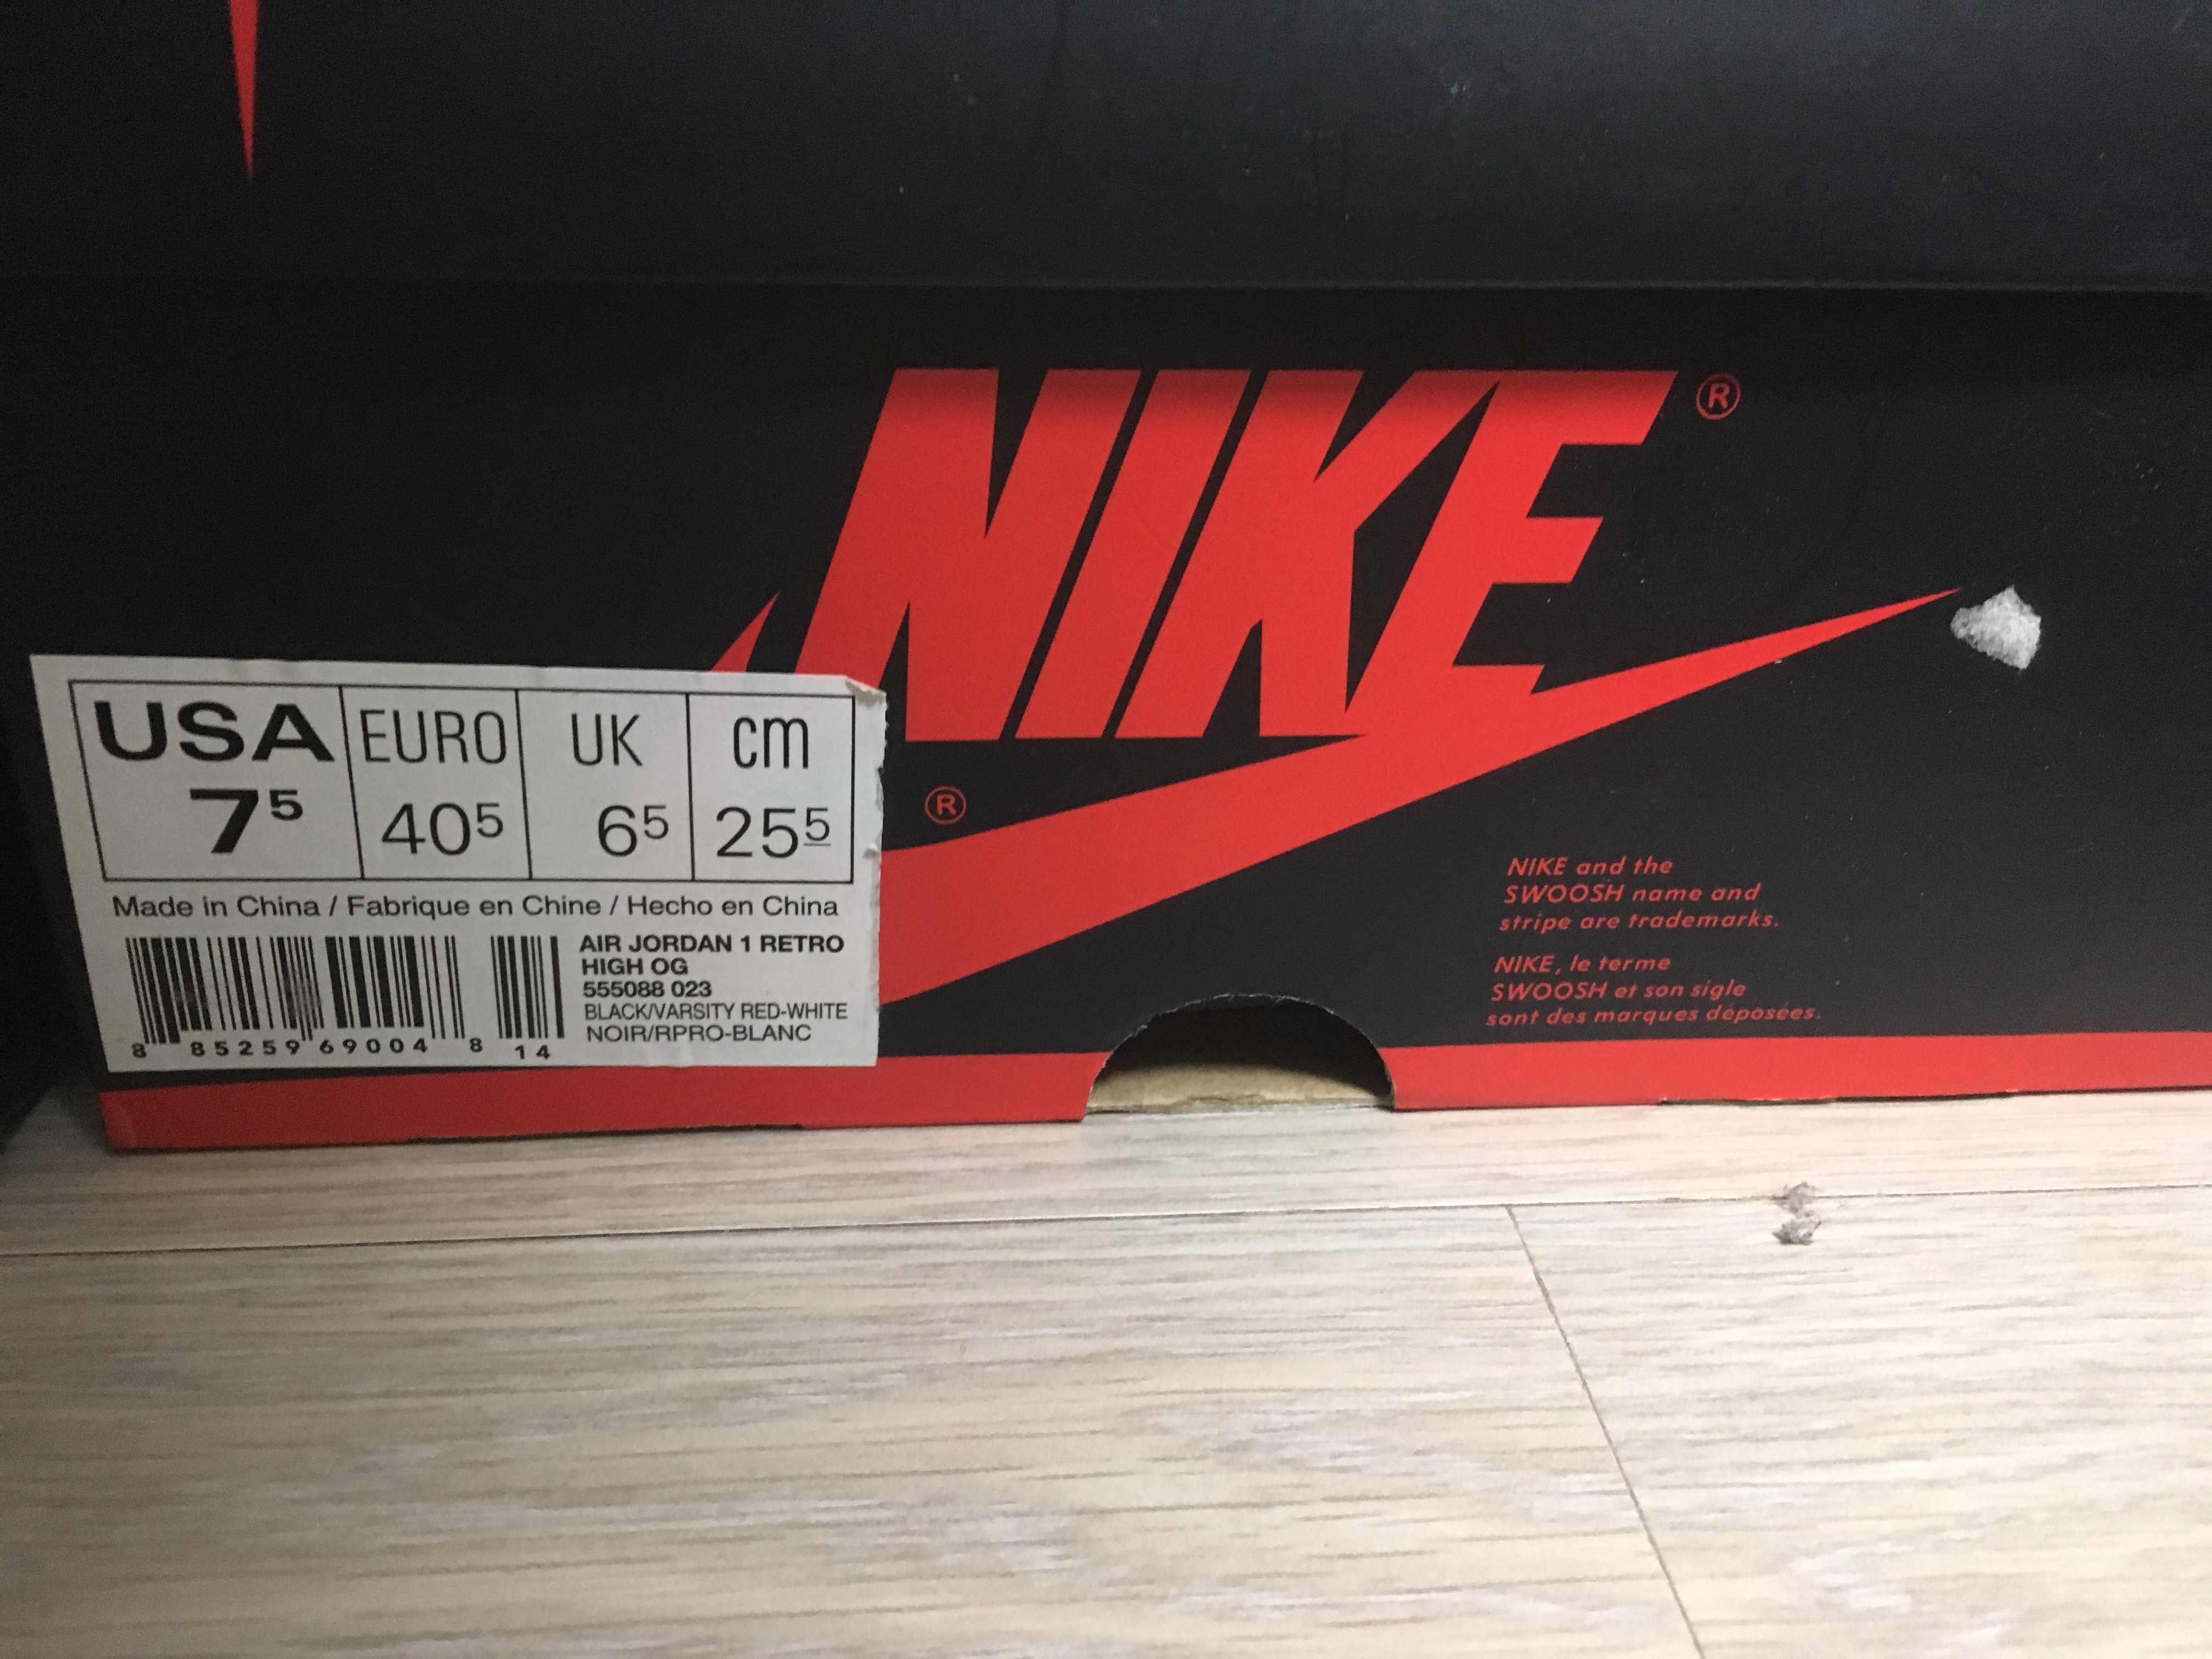 NIKE ®
®
USA EURO UK cm
7⁵ 40⁵ 6⁵ 25⁵
Made in China / Fabrique en Chine / Hecho en China
AIR JORDAN 1 RETRO
HIGH OG
555088 023
BLACK/VARSITY RED-WHITE
NOIR/RPRO-BLANC
8 85259 69004 8 14
NIKE and the
SWOOSH name and
stripe are trademarks.
NIKE, le terme
SWOOSH et son sigle
sont des marques déposées.